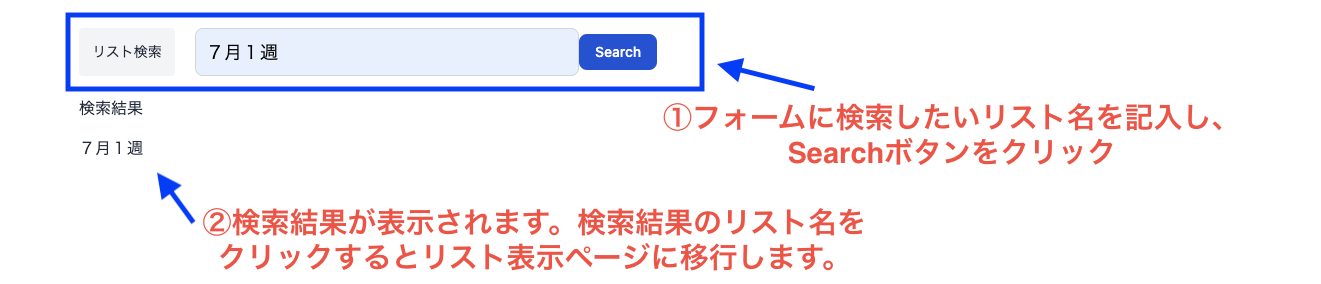 リスト検索
７月１週
Search
検索結果
７月１週
①フォームに検索したいリスト名を記入し、
Searchボタンをクリック
②検索結果が表示されます。検索結果のリスト名を
クリックするとリスト表示ページに移行します。